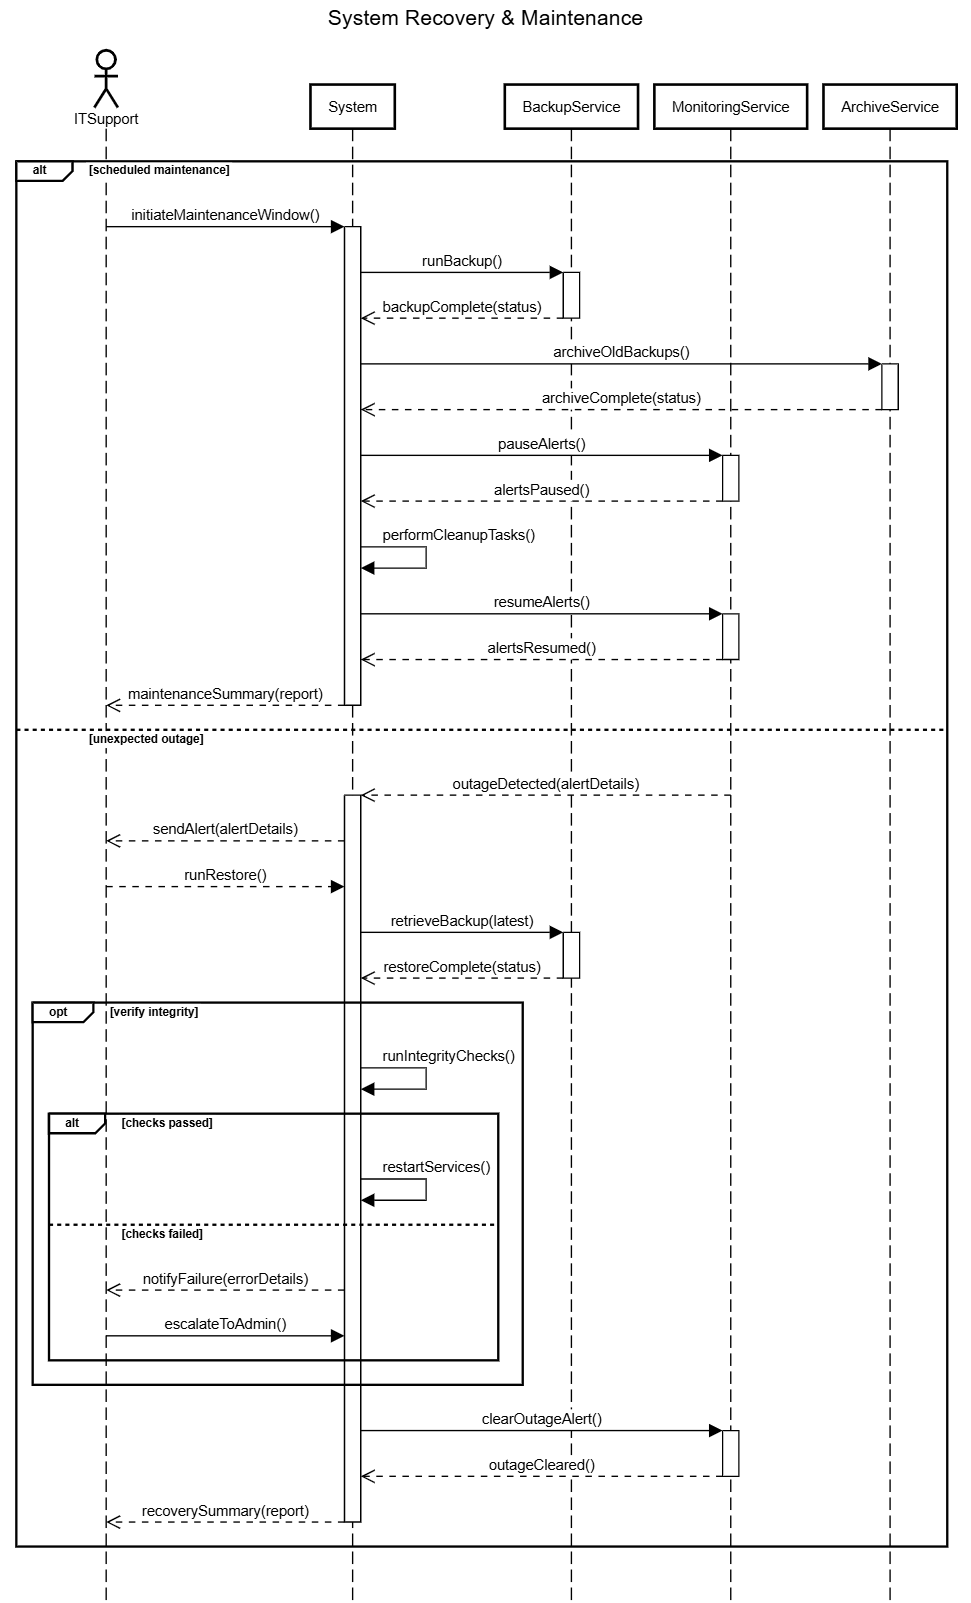 System Recovery & Maintenance
ITSupport
System
BackupService
MonitoringService
ArchiveService
alt
[scheduled maintenance]
initiateMaintenanceWindow()
runBackup()
backupComplete(status)
archiveOldBackups()
archiveComplete(status)
pauseAlerts()
alertsPaused()
performCleanupTasks()
resumeAlerts()
alertsResumed()
maintenanceSummary(report)
[unexpected outage]
outageDetected(alertDetails)
sendAlert(alertDetails)
runRestore()
retrieveBackup(latest)
restoreComplete(status)
opt
[verify integrity]
runIntegrityChecks()
alt
[checks passed]
restartServices()
[checks failed]
notifyFailure(errorDetails)
escalateToAdmin()
clearOutageAlert()
outageCleared()
recoverySummary(report)